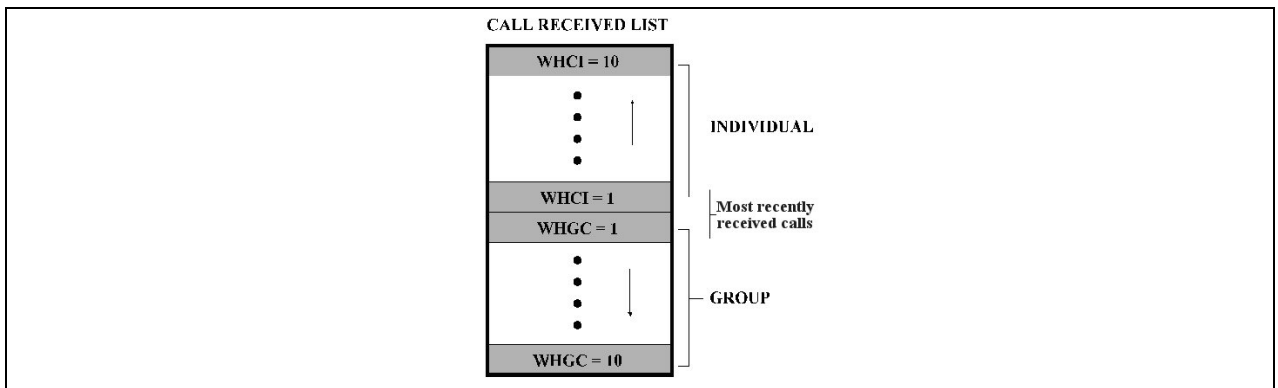 CALL RECEIVED LIST
WHCI = 10
INDIVIDUAL
WHCI = 1
Most recently
received calls
WHGC = 1
GROUP
WHGC = 10